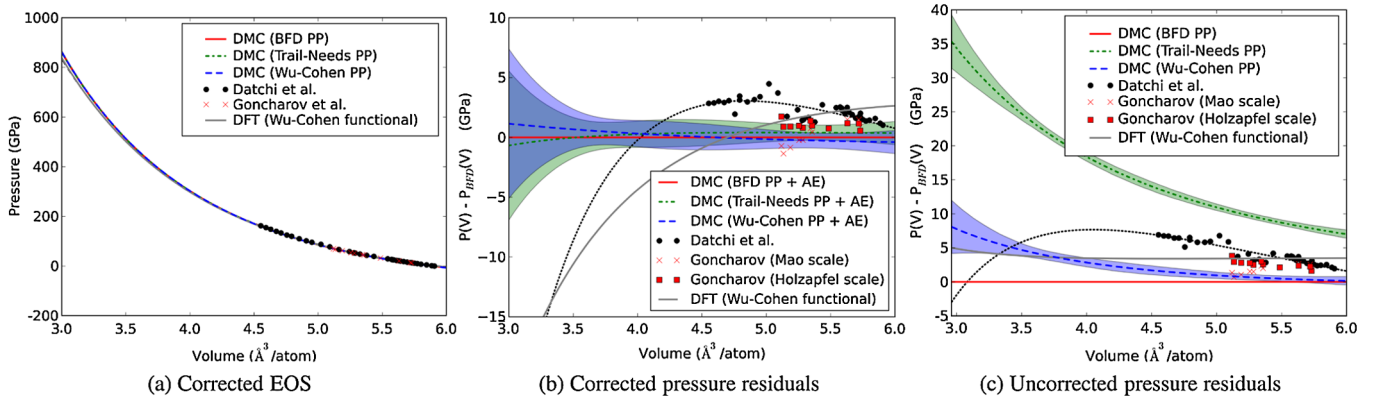 1000
800
600
400
200
0
-200
Pressure (GPa)
3.0 3.5 4.0 4.5 5.0 5.5 6.0
Volume (Å³/atom)
DMC (BFD PP)
DMC (Trail-Needs PP)
DMC (Wu-Cohen PP)
Datchi et al.
Goncharov et al.
DFT (Wu-Cohen functional)
(a) Corrected EOS
10
5
0
−5
−10
−15
P(V) - P_BFD(V) (GPa)
3.0 3.5 4.0 4.5 5.0 5.5 6.0
Volume (Å³/atom)
DMC (BFD PP + AE)
DMC (Trail-Needs PP + AE)
DMC (Wu-Cohen PP + AE)
Datchi et al.
Goncharov (Mao scale)
Goncharov (Holzapfel scale)
DFT (Wu-Cohen functional)
(b) Corrected pressure residuals
40
35
30
25
20
15
10
5
0
−5
P(V) - P_BFD(V) (GPa)
3.0 3.5 4.0 4.5 5.0 5.5 6.0
Volume (Å³/atom)
DMC (BFD PP)
DMC (Trail-Needs PP)
DMC (Wu-Cohen PP)
Datchi et al.
Goncharov (Mao scale)
Goncharov (Holzapfel scale)
DFT (Wu-Cohen functional)
(c) Uncorrected pressure residuals